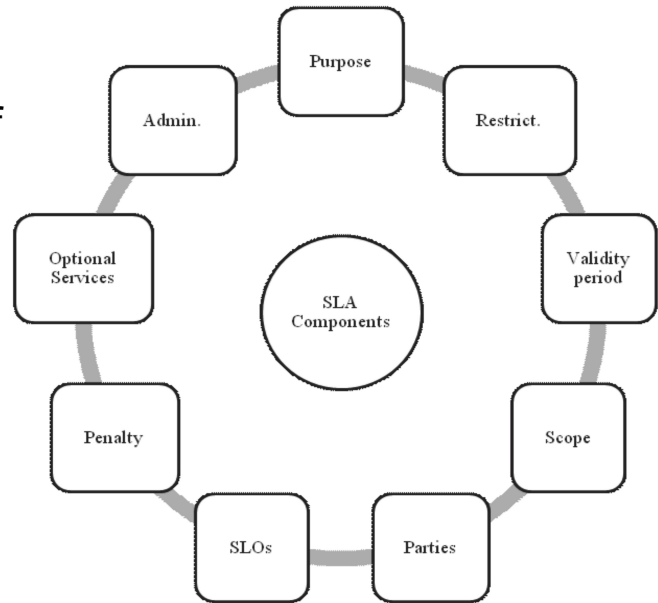 Purpose
Admin.
Restrict.
Optional
Services
Validity
period
SLA
Components
Penalty
Scope
SLOs
Parties